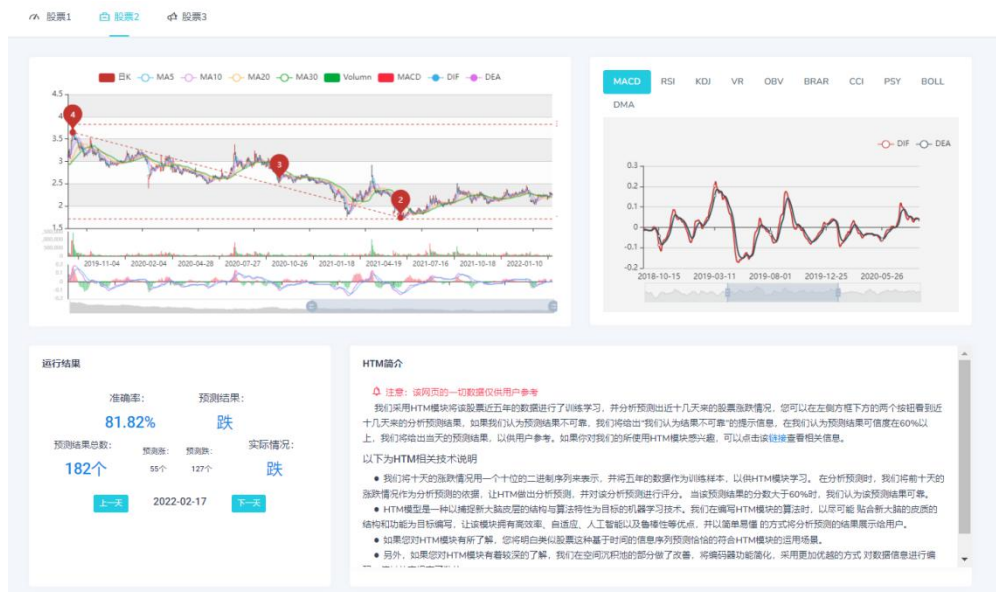 股票1 股票2 股票3
日K MA5 MA10 MA20 MA30 Volumn MACD DIF DEA
4.5
4
3.5
3
2.5
2
1.5
4
3
2
2019-11-04 2020-02-04 2020-04-28 2020-07-27 2020-10-26 2021-01-18 2021-04-19 2021-07-16 2021-10-18 2022-01-10
MACD RSI KDJ VR OBV BRAR CCI PSY BOLL
DMA
DIF DEA
0.3
0.2
0.1
0
-0.1
-0.2
2018-10-15 2019-03-11 2019-08-01 2019-12-25 2020-05-26
运行结果
准确率: 预测结果:
81.82% 跌
预测结果总数: 预测涨: 预测跌: 实际情况:
182个 55个 127个 跌
上一天 2022-02-17 下一天
HTM简介
注意: 该网页的一切数据仅供用户参考
我们采用HTM模块将该股票近五年的数据进行了训练学习，并分析预测出近十几天来的股票涨跌情况，您可以在左侧方框下方的两个按钮看到近
十几天来的分析预测结果，如果我们认为预测结果不可靠、我们将给出“我们认为结果不可靠”的提示信息，在我们认为预测结果可信度在60%以
上，我们将给出当天的预测结果，以供用户参考。如果你对我们的所使用HTM模块感兴趣，可以点击该链接查看相关信息。
以下为HTM相关技术说明
● 我们将十天的涨跌情况用一个十位的二进制序列来表示，并将五年的数据作为训练样本，以供HTM模块学习。 在分析预测时，我们将前十天的
涨跌情况作为分析预测的依据，让HTM做出分析预测，并对该分析预测进行评分。 当该预测结果的分数大于60%时、我们认为该预测结果可靠。
● HTM模型是一种以捕捉新大脑皮层的结构与算法特性为目标的机器学习技术。我们在编写HTM模块的算法时，以尽可能 贴合新大脑的皮质的
结构和功能为目标编写，让该模块拥有高效率、自适应、人工智能以及鲁棒性等优点，并以简单易懂 的方式将分析预测的结果展示给用户。
● 如果您对HTM模块有所了解，您将明白类似股票这种基于时间的信息序列预测恰恰的符合HTM模块的运用场景。
● 另外，如果您对HTM模块有着较深的了解，我们在空间沉积池的部分做了改善，将编码器功能简化，采用更加优越的方式 对数据信息进行编